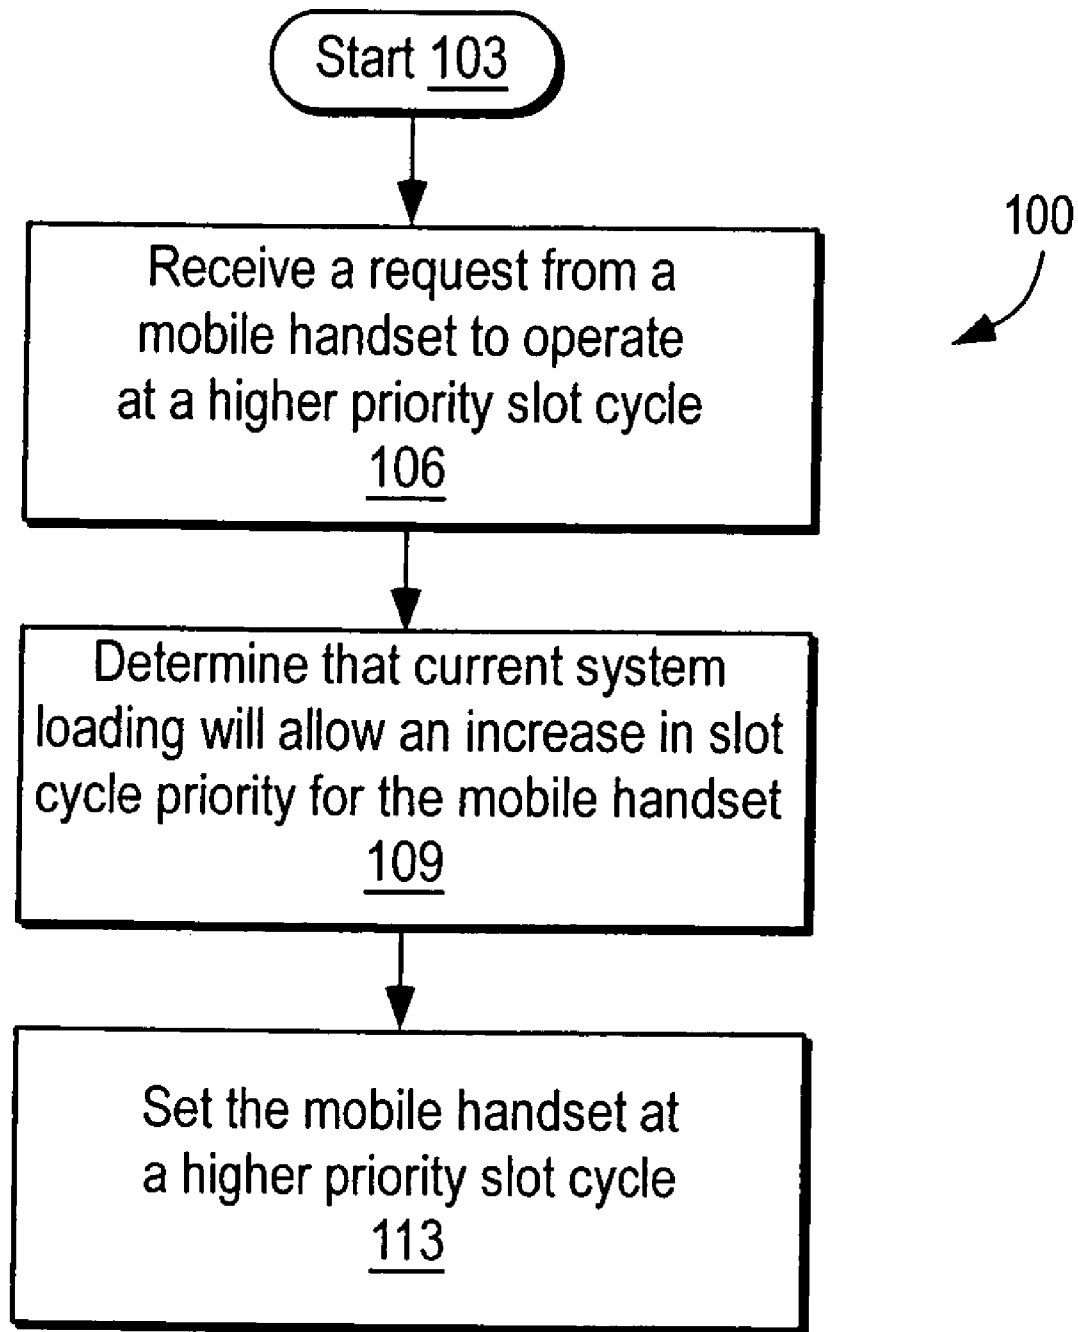 Start 103
100
Receive a request from a
mobile handset to operate
at a higher priority slot cycle
106
Determine that current system
loading will allow an increase in slot
cycle priority for the mobile handset
109
Set the mobile handset at
a higher priority slot cycle
113